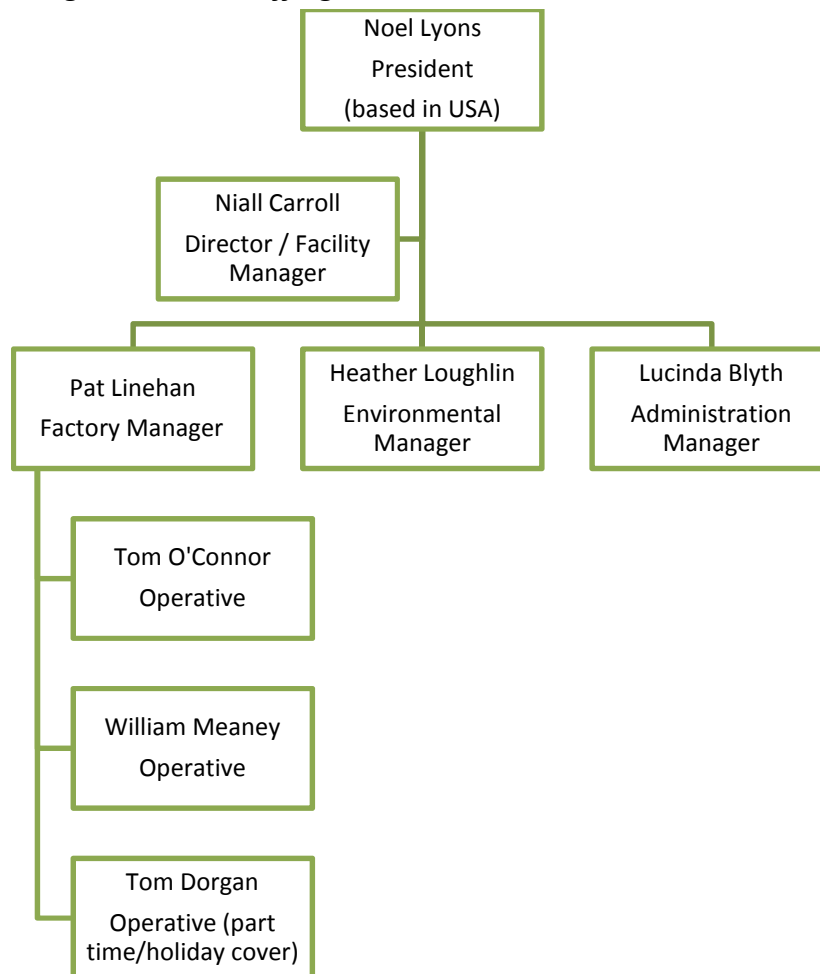 Noel Lyons
President
(based in USA)
Niall Carroll
Director / Facility
Manager
Pat Linehan
Factory Manager
Heather Loughlin
Environmental
Manager
Lucinda Blyth
Administration
Manager
Tom O'Connor
Operative
William Meaney
Operative
Tom Dorgan
Operative (part
time/holiday cover)